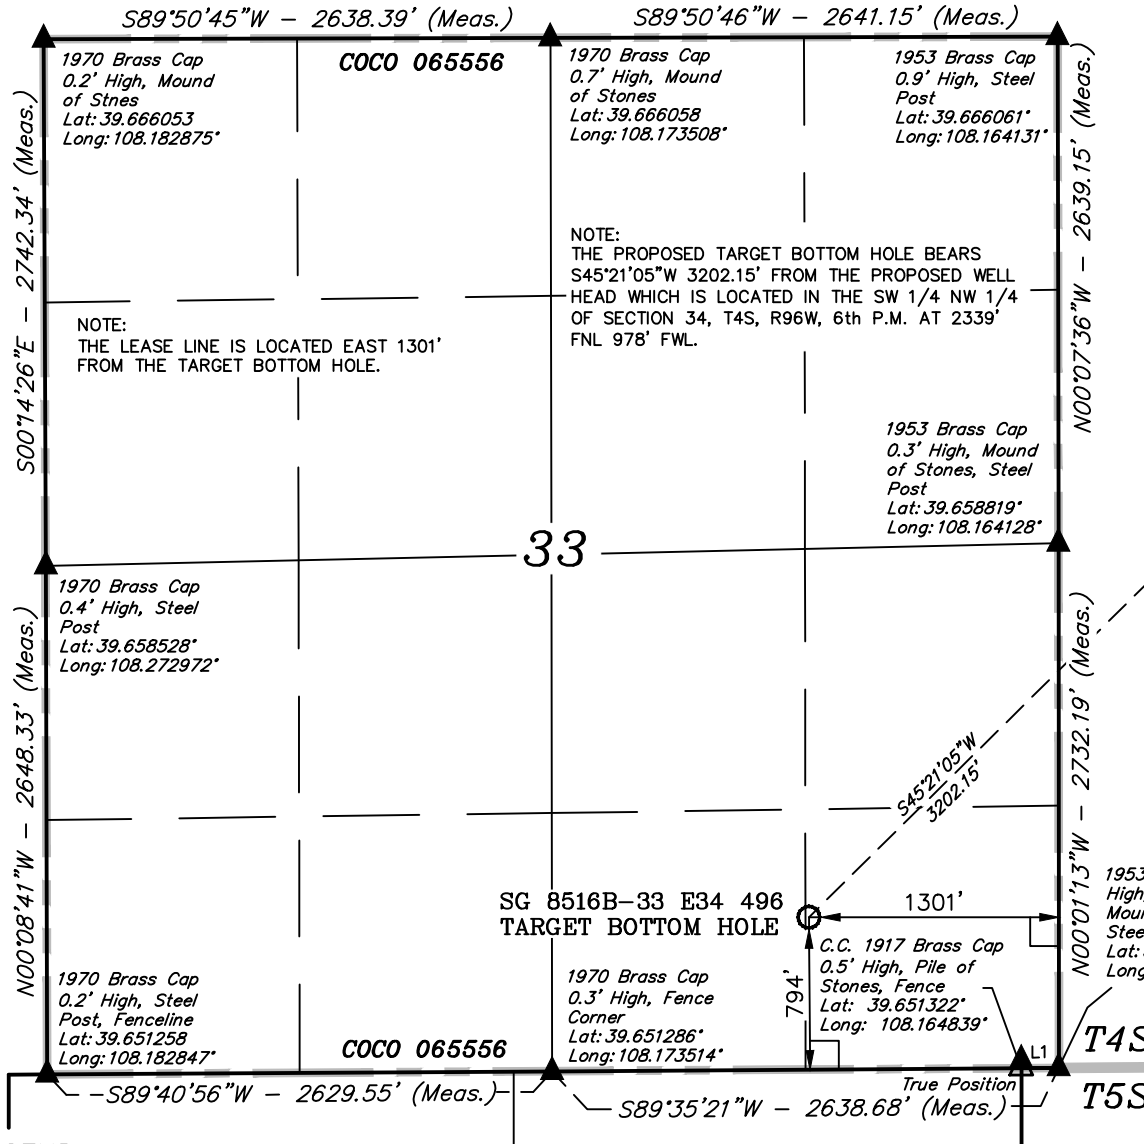 S89°50'45"W - 2638.39' (Meas.)
S89°50'46"W - 2641.15' (Meas.)
1970 Brass Cap
0.2' High, Mound
of Stnes
Lat: 39.666053
Long: 108.182875°
COCO 065556
1970 Brass Cap
0.7' High, Mound
of Stones
Lat: 39.666058
Long: 108.173508°
1953 Brass Cap
0.9' High, Steel
Post
Lat: 39.666061°
Long: 108.164131°
S00°14'26"E - 2742.34' (Meas.)
N00°07'36"W - 2639.15' (Meas.)
NOTE:
THE PROPOSED TARGET BOTTOM HOLE BEARS
S45°21'05"W 3202.15' FROM THE PROPOSED WELL
HEAD WHICH IS LOCATED IN THE SW 1/4 NW 1/4
OF SECTION 34, T4S, R96W, 6th P.M. AT 2339'
FNL 978' FWL.
NOTE:
THE LEASE LINE IS LOCATED EAST 1301'
FROM THE TARGET BOTTOM HOLE.
1953 Brass Cap
0.3' High, Mound
of Stones, Steel
Post
Lat: 39.658819°
Long: 108.164128°
33
1970 Brass Cap
0.4' High, Steel
Post
Lat: 39.658528°
Long: 108.272972°
N00°08'41"W - 2648.33' (Meas.)
N00°01'13"W - 2732.19' (Meas.)
S45°21'05"W
3202.15'
SG 8516B-33 E34 496
TARGET BOTTOM HOLE
1301'
794'
C.C. 1917 Brass Cap
0.5' High, Pile of
Stones, Fence
Lat: 39.651322°
Long: 108.164839°
1953
High
Steel
Lat:
Long
1970 Brass Cap
0.2' High, Steel
Post, Fenceline
Lat: 39.651258
Long: 108.182847°
COCO 065556
1970 Brass Cap
0.3' High, Fence
Corner
Lat: 39.651286°
Long: 108.173514°
L1
T4S
T5S
True Position
S89°40'56"W - 2629.55' (Meas.)
S89°35'21"W - 2638.68' (Meas.)